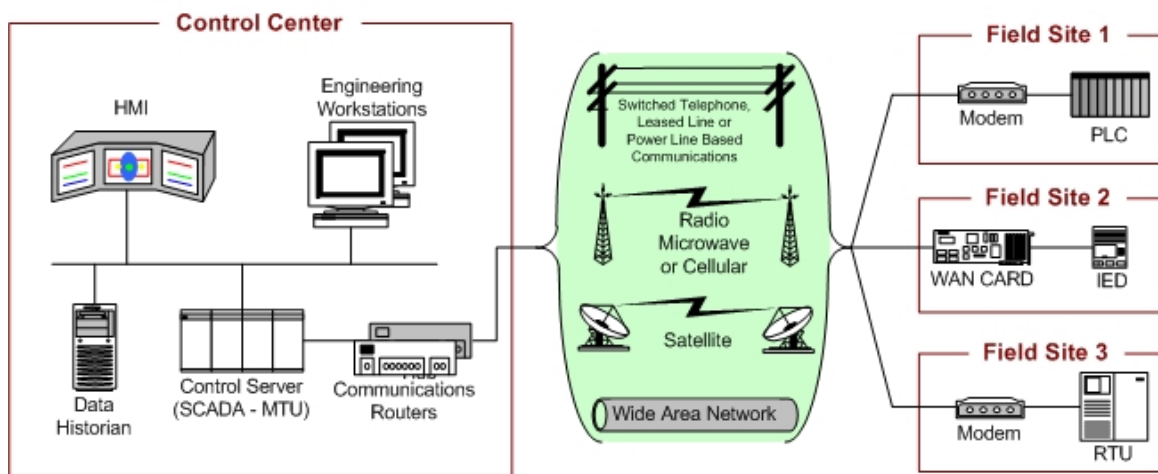 Control Center
HMI
Engineering
Workstations
Data
Historian
Control Server
(SCADA - MTU)
Communications
Routers
Switched Telephone,
Leased Line or
Power Line Based
Communications
Radio
Microwave
or Cellular
Satellite
Wide Area Network
Field Site 1
Modem
PLC
Field Site 2
WAN CARD
IED
Field Site 3
Modem
RTU